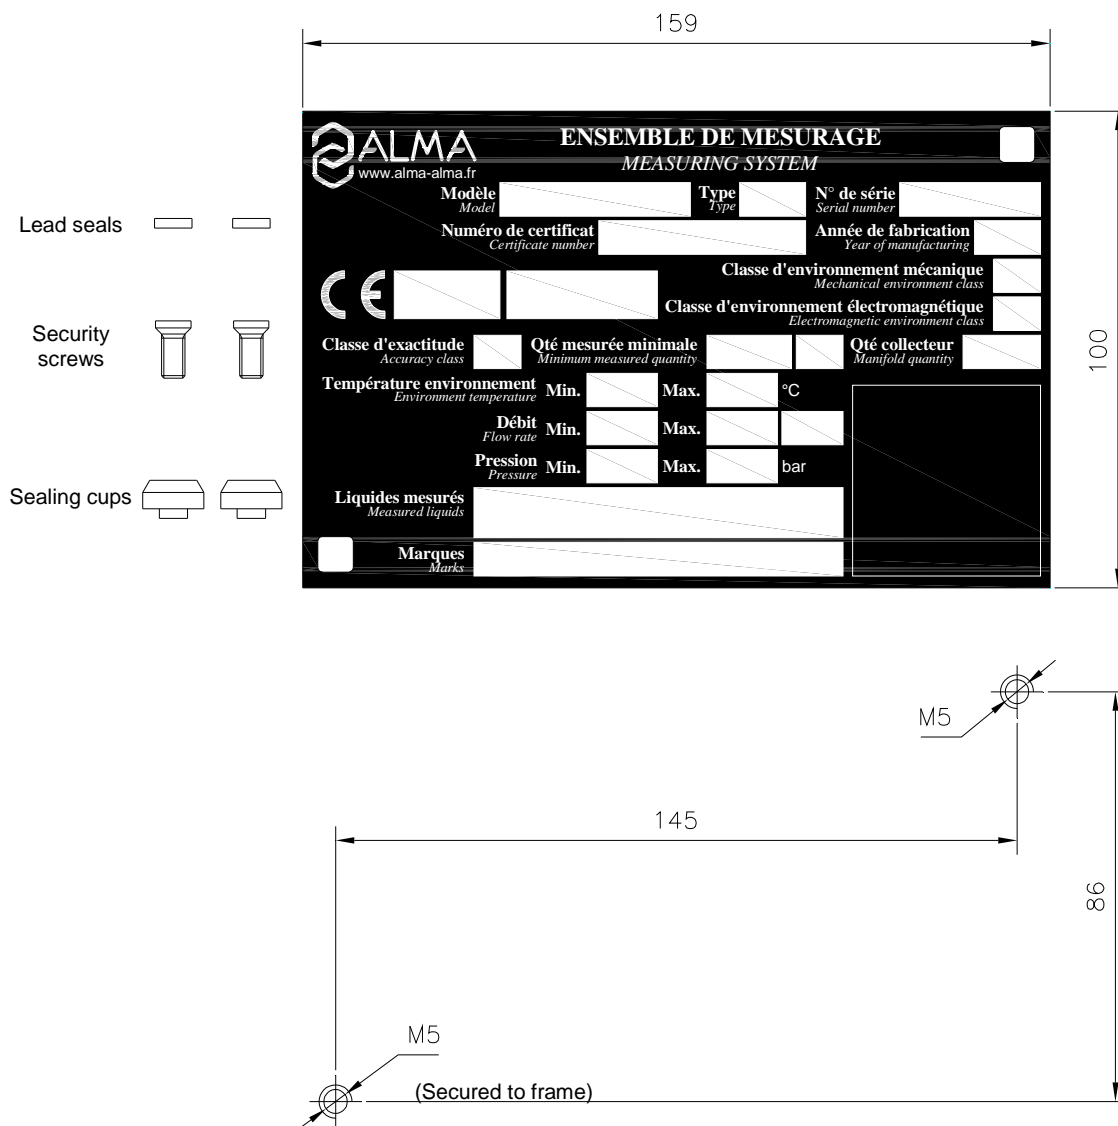 159
ALMA
www.alma-alma.fr
ENSEMBLE DE MESURAGE
MEASURING SYSTEM
Modèle
Model
Type
Type
N° de série
Serial number
Lead seals
Numéro de certificat
Certificate number
Année de fabrication
Year of manufacturing
CE
Classe d'environnement mécanique
Mechanical environment class
Classe d'environnement électromagnétique
Electromagnetic environment class
Security
screws
Classe d'exactitude
Accuracy class
Qté mesurée minimale
Minimum measured quantity
Qté collecteur
Manifold quantity
100
Température environnement
Environment temperature
Min.
Max.
°C
Débit
Flow rate
Min.
Max.
Pression
Pressure
Min.
Max.
bar
Sealing cups
Liquides mesurés
Measured liquids
Marques
Marks
M5
145
86
M5
(Secured to frame)